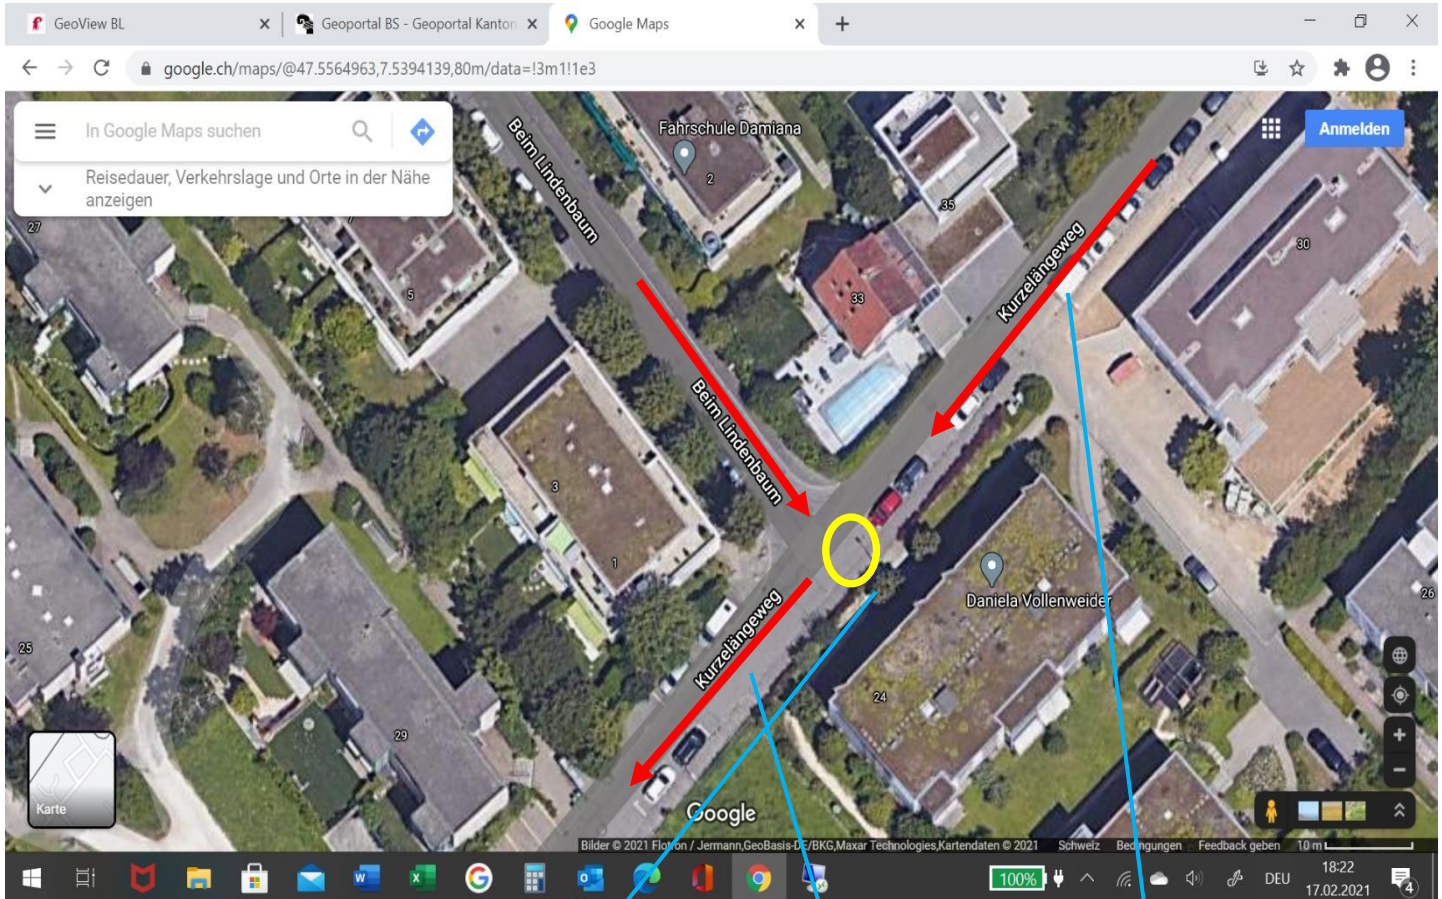 GeoView BL
Geoportal BS - Geoportal Kanton
Google Maps
google.ch/maps/@47.5564963,7.5394139,80m/data=!3m1!1e3
In Google Maps suchen
Anmelden
Reisedauer, Verkehrslage und Orte in der Nähe
anzeigen
Beim Lindenbaum
Fahrschule Damiana
2
35
27
7
5
33
30
Kurzelängeweg
Beim Lindenbaum
3
1
Daniela Vollenweider
26
25
Kurzelängeweg
24
29
Karte
Google
Bilder © 2021 Flotron / Jermann,GeoBasis-DE/BKG,Maxar Technologies,Kartendaten © 2021 Schweiz Bedingungen Feedback geben 10 m
100%
DEU
18:22
17.02.2021
4